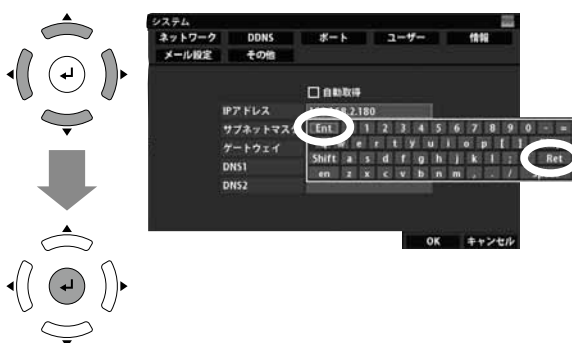 システム
ネットワーク DDNS ポート ユーザー 情報
メール設定 その他
自動取得
IPアドレス 8.2.180
サブネットマスク
ゲートウェイ
DNS1
DNS2
Ent 1 2 3 4 5 6 7 8 9 0 - =
e r t y u i o p [ ]
Shift a s d f g h j k l ; Ret
en z x c v b n m , . /
OK キャンセル